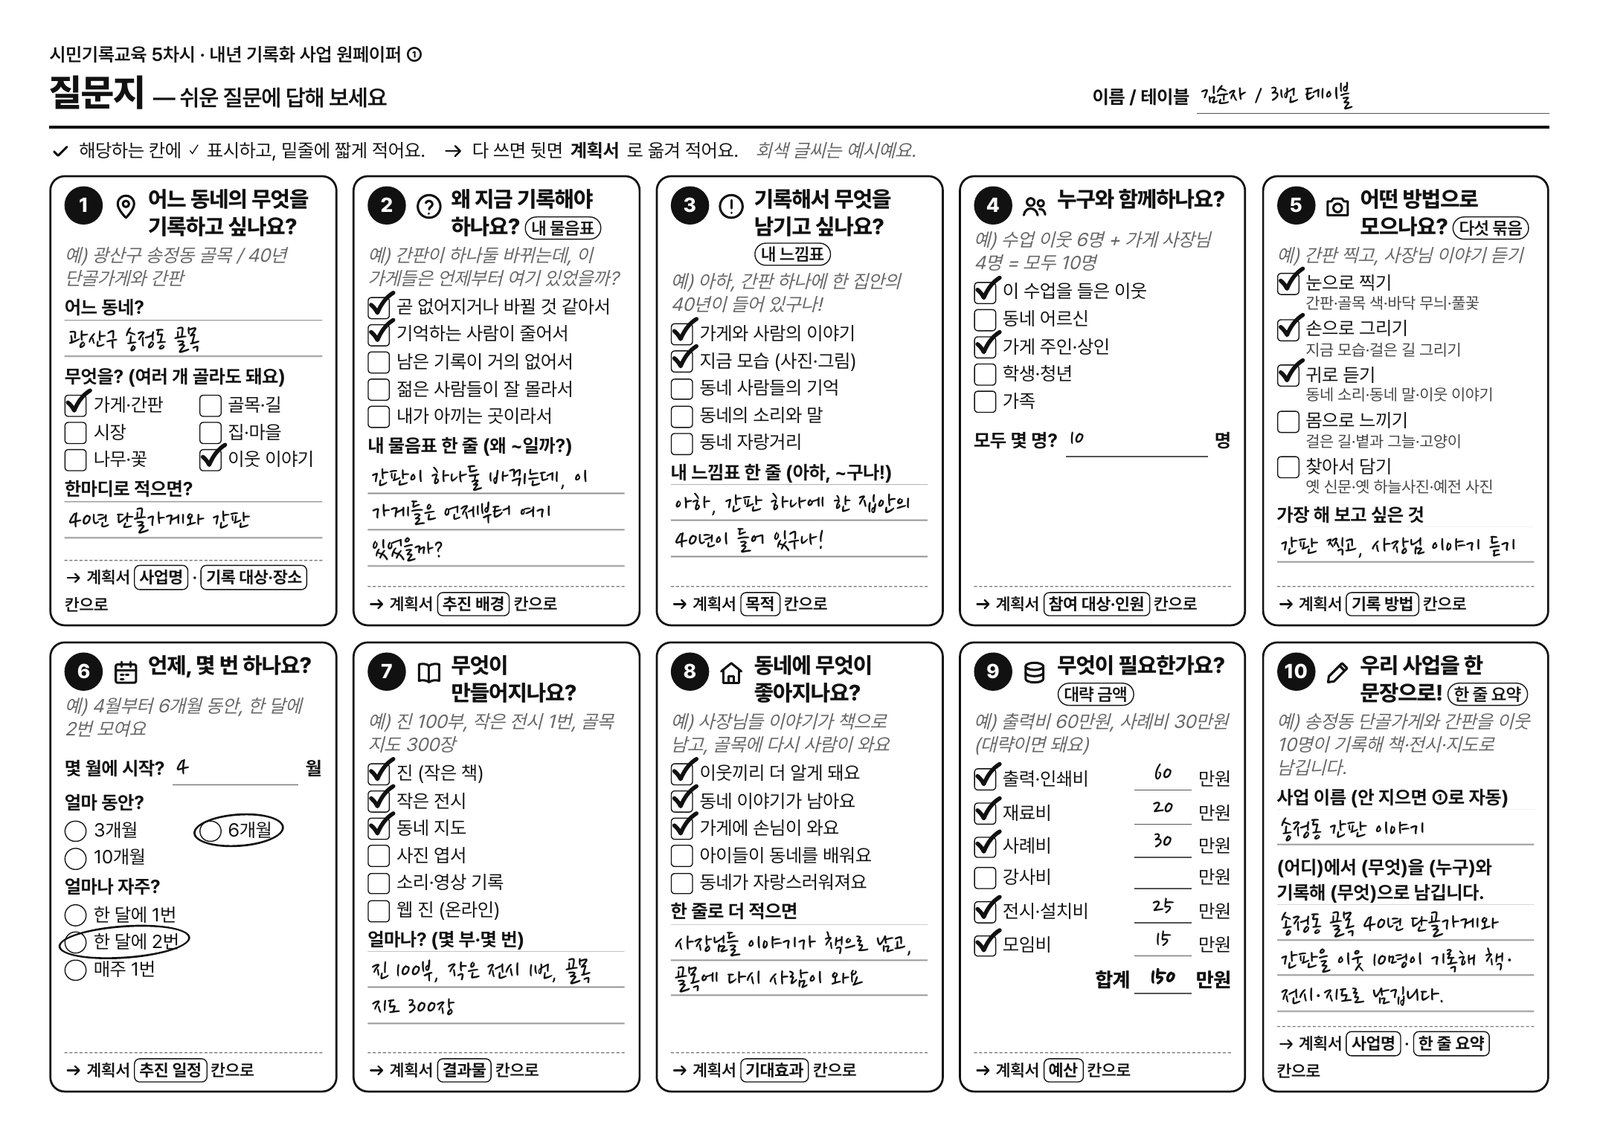 시민기록교육 5차시 · 내년 기록화 사업 원페이퍼 ①
질문지 — 쉬운 질문에 답해 보세요
이름 / 테이블 김순자 / 3번 테이블
✓ 해당하는 칸에 ✓ 표시하고, 밑줄에 짧게 적어요. → 다 쓰면 뒷면 계획서 로 옮겨 적어요. 회색 글씨는 예시예요.
1 어느 동네의 무엇을
기록하고 싶나요?
예) 광산구 송정동 골목 / 40년
단골가게와 간판
어느 동네?
광산구 송정동 골목
무엇을? (여러 개 골라도 돼요)
가게·간판 골목·길
시장 집·마을
나무·꽃 이웃 이야기
한마디로 적으면?
40년 단골가게와 간판
→ 계획서 사업명 · 기록 대상·장소
칸으로
2 왜 지금 기록해야
하나요? 내 물음표
예) 간판이 하나둘 바뀌는데, 이
가게들은 언제부터 여기 있었을까?
곧 없어지거나 바뀔 것 같아서
기억하는 사람이 줄어서
남은 기록이 거의 없어서
젊은 사람들이 잘 몰라서
내가 아끼는 곳이라서
내 물음표 한 줄 (왜 ~일까?)
간판이 하나둘 바뀌는데, 이
가게들은 언제부터 여기
있었을까?
→ 계획서 추진 배경 칸으로
3 기록해서 무엇을
남기고 싶나요?
내 느낌표
예) 아하, 간판 하나에 한 집안의
40년이 들어 있구나!
가게와 사람의 이야기
지금 모습 (사진·그림)
동네 사람들의 기억
동네의 소리와 말
동네 자랑거리
내 느낌표 한 줄 (아하, ~구나!)
아하, 간판 하나에 한 집안의
40년이 들어 있구나!
→ 계획서 목적 칸으로
4 누구와 함께하나요?
예) 수업 이웃 6명 + 가게 사장님
4명 = 모두 10명
이 수업을 들은 이웃
동네 어르신
가게 주인·상인
학생·청년
가족
모두 몇 명? 10 명
→ 계획서 참여 대상·인원 칸으로
5 어떤 방법으로
모으나요? 다섯 묶음
예) 간판 찍고, 사장님 이야기 듣기
눈으로 찍기
간판·골목 색·바닥 무늬·풀꽃
손으로 그리기
지금 모습·걸은 길 그리기
귀로 듣기
동네 소리·동네 말·이웃 이야기
몸으로 느끼기
걸은 길·볕과 그늘·고양이
찾아서 담기
옛 신문·옛 하늘사진·예전 사진
가장 해 보고 싶은 것
간판 찍고, 사장님 이야기 듣기
→ 계획서 기록 방법 칸으로
6 언제, 몇 번 하나요?
예) 4월부터 6개월 동안, 한 달에
2번 모여요
몇 월에 시작? 4 월
얼마 동안?
3개월 6개월
10개월
얼마나 자주?
한 달에 1번
한 달에 2번
매주 1번
→ 계획서 추진 일정 칸으로
7 무엇이
만들어지나요?
예) 진 100부, 작은 전시 1번, 골목
지도 300장
진 (작은 책)
작은 전시
동네 지도
사진 엽서
소리·영상 기록
웹 진 (온라인)
얼마나? (몇 부·몇 번)
진 100부, 작은 전시 1번, 골목
지도 300장
→ 계획서 결과물 칸으로
8 동네에 무엇이
좋아지나요?
예) 사장님들 이야기가 책으로
남고, 골목에 다시 사람이 와요
이웃끼리 더 알게 돼요
동네 이야기가 남아요
가게에 손님이 와요
아이들이 동네를 배워요
동네가 자랑스러워져요
한 줄로 더 적으면
사장님들 이야기가 책으로 남고,
골목에 다시 사람이 와요
→ 계획서 기대효과 칸으로
9 무엇이 필요한가요?
대략 금액
예) 출력비 60만원, 사례비 30만원
(대략이면 돼요)
출력·인쇄비 60 만원
재료비 20 만원
사례비 30 만원
강사비 만원
전시·설치비 25 만원
모임비 15 만원
합계 150 만원
→ 계획서 예산 칸으로
10 우리 사업을 한
문장으로! 한 줄 요약
예) 송정동 단골가게와 간판을 이웃
10명이 기록해 책·전시·지도로
남깁니다.
사업 이름 (안 지으면 ①로 자동)
송정동 간판 이야기
(어디)에서 (무엇)을 (누구)와
기록해 (무엇)으로 남깁니다.
송정동 골목 40년 단골가게와
간판을 이웃 10명이 기록해 책·
전시·지도로 남깁니다.
→ 계획서 사업명 · 한 줄 요약
칸으로